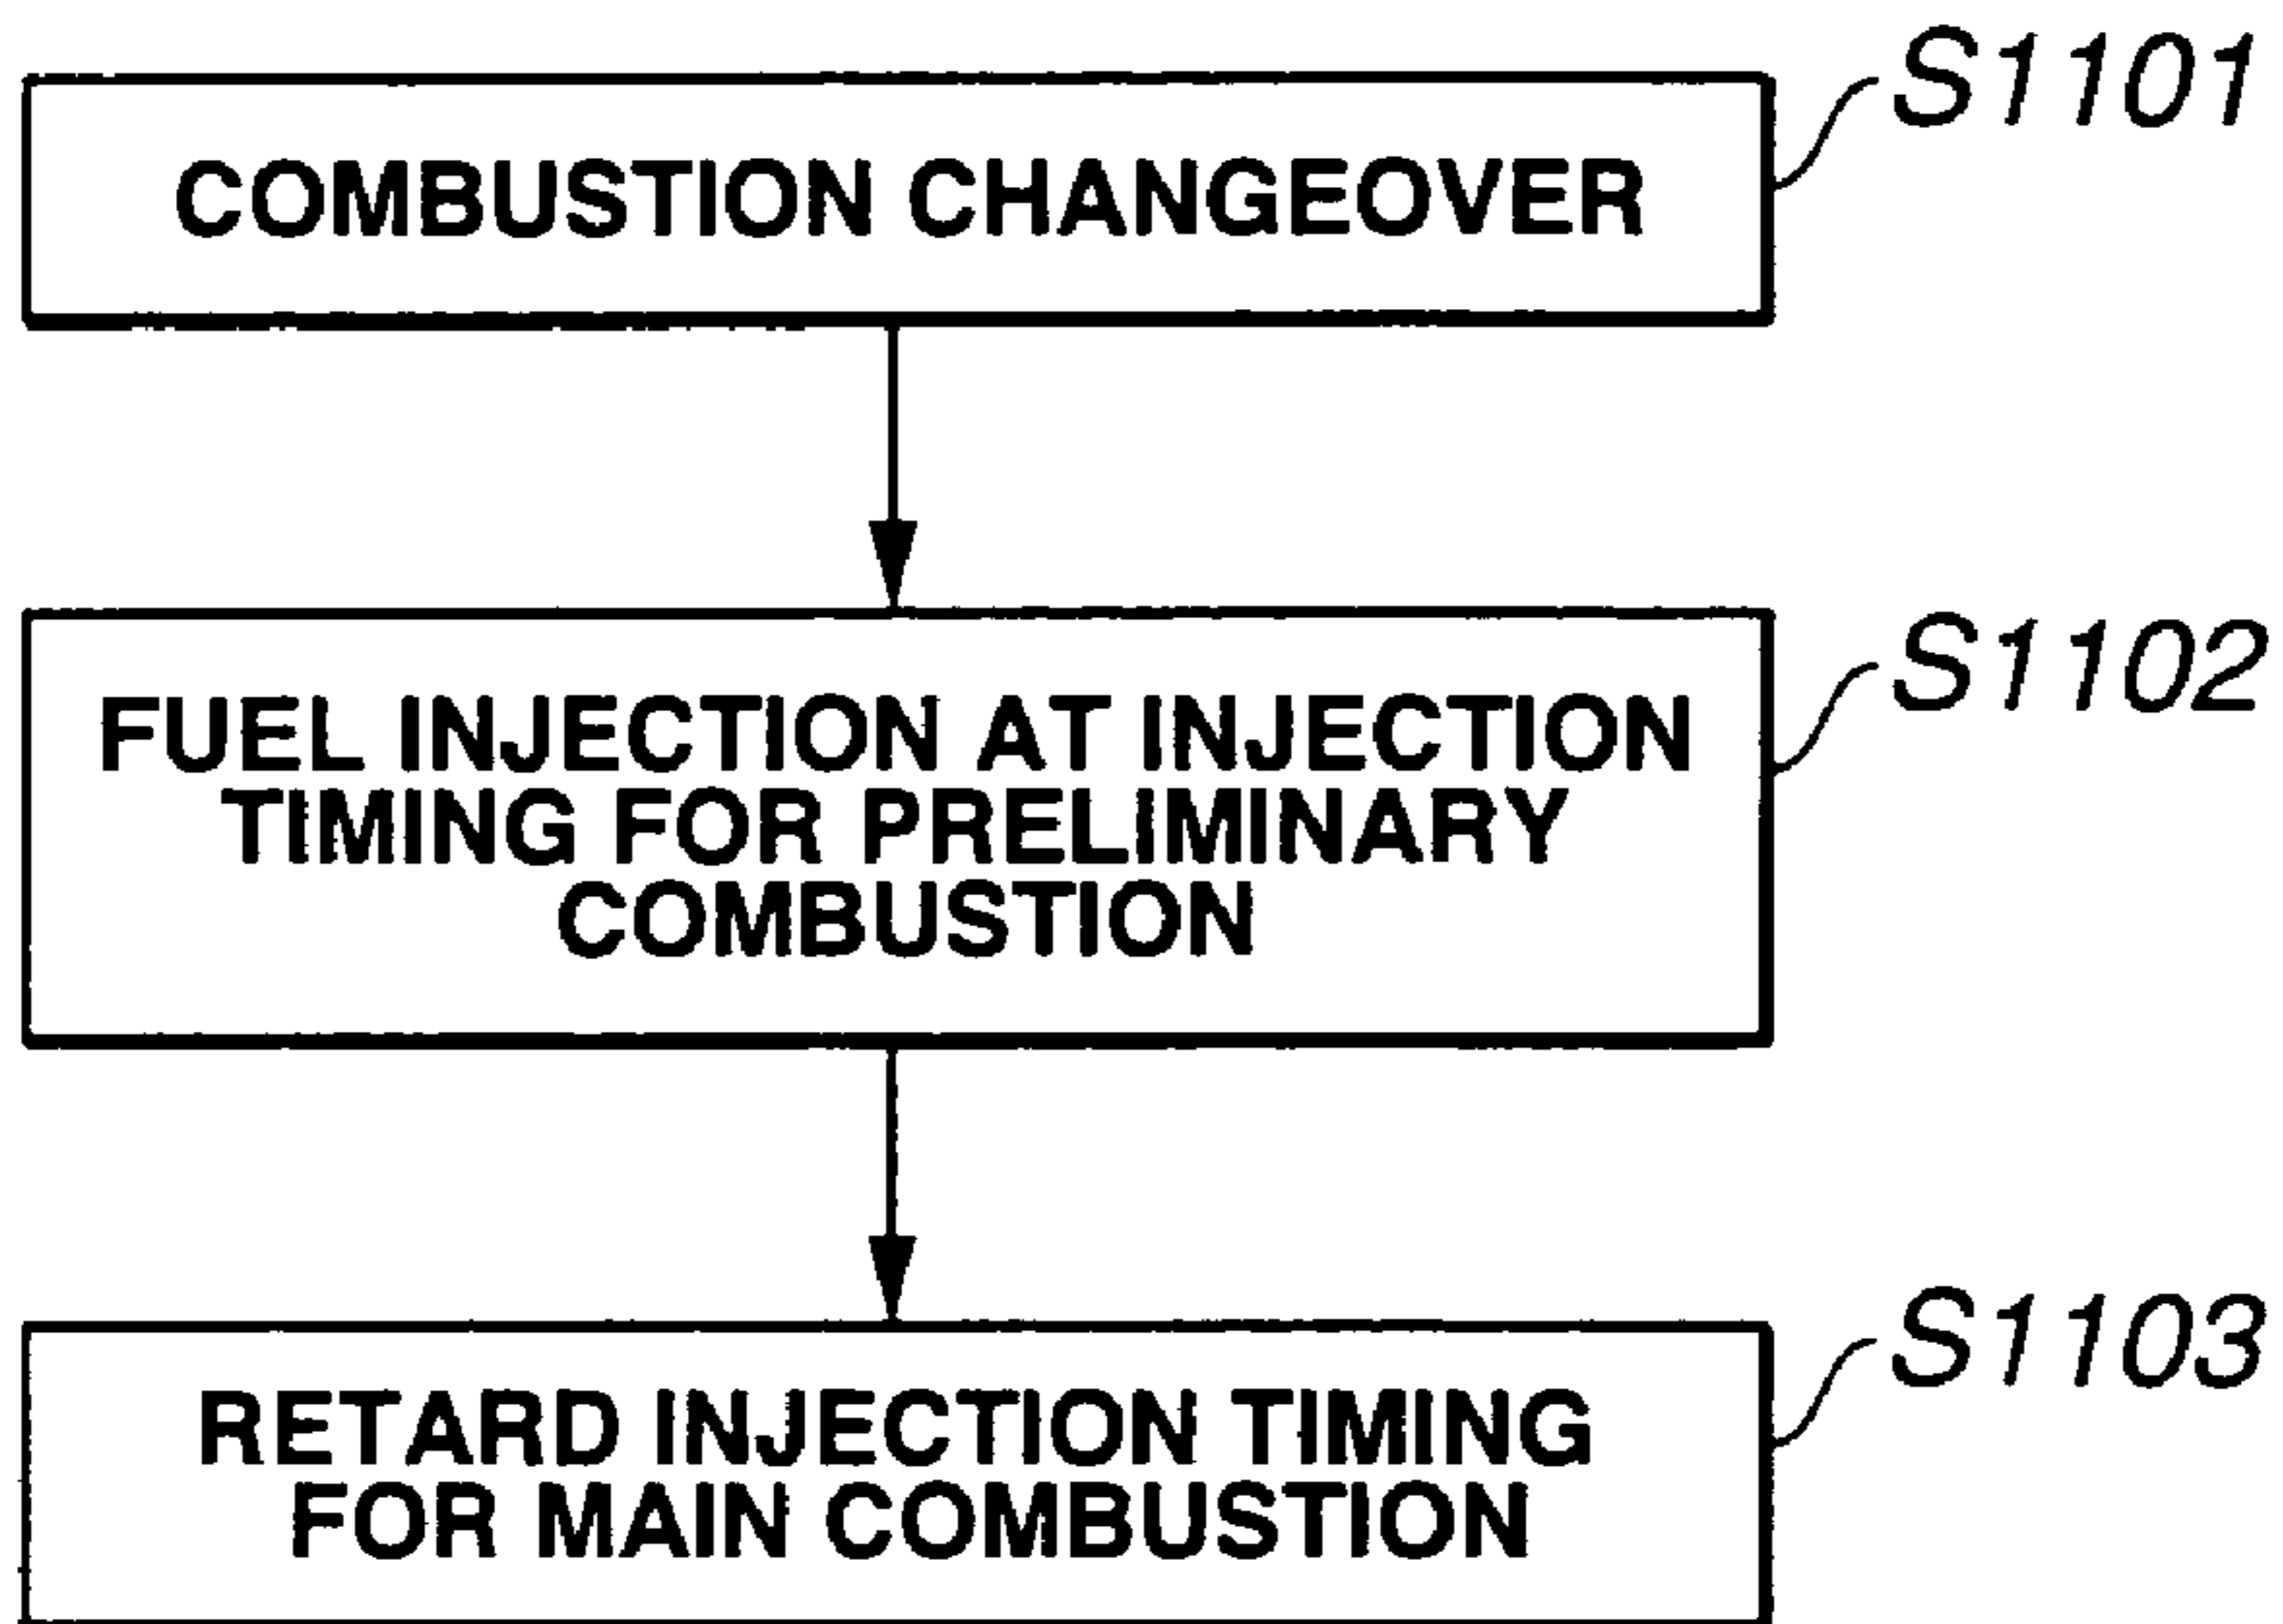 S1101
COMBUSTION CHANGEOVER
S1102
FUEL INJECTION AT INJECTION
TIMING FOR PRELIMINARY
COMBUSTION
S1103
RETARD INJECTION TIMING
FOR MAIN COMBUSTION